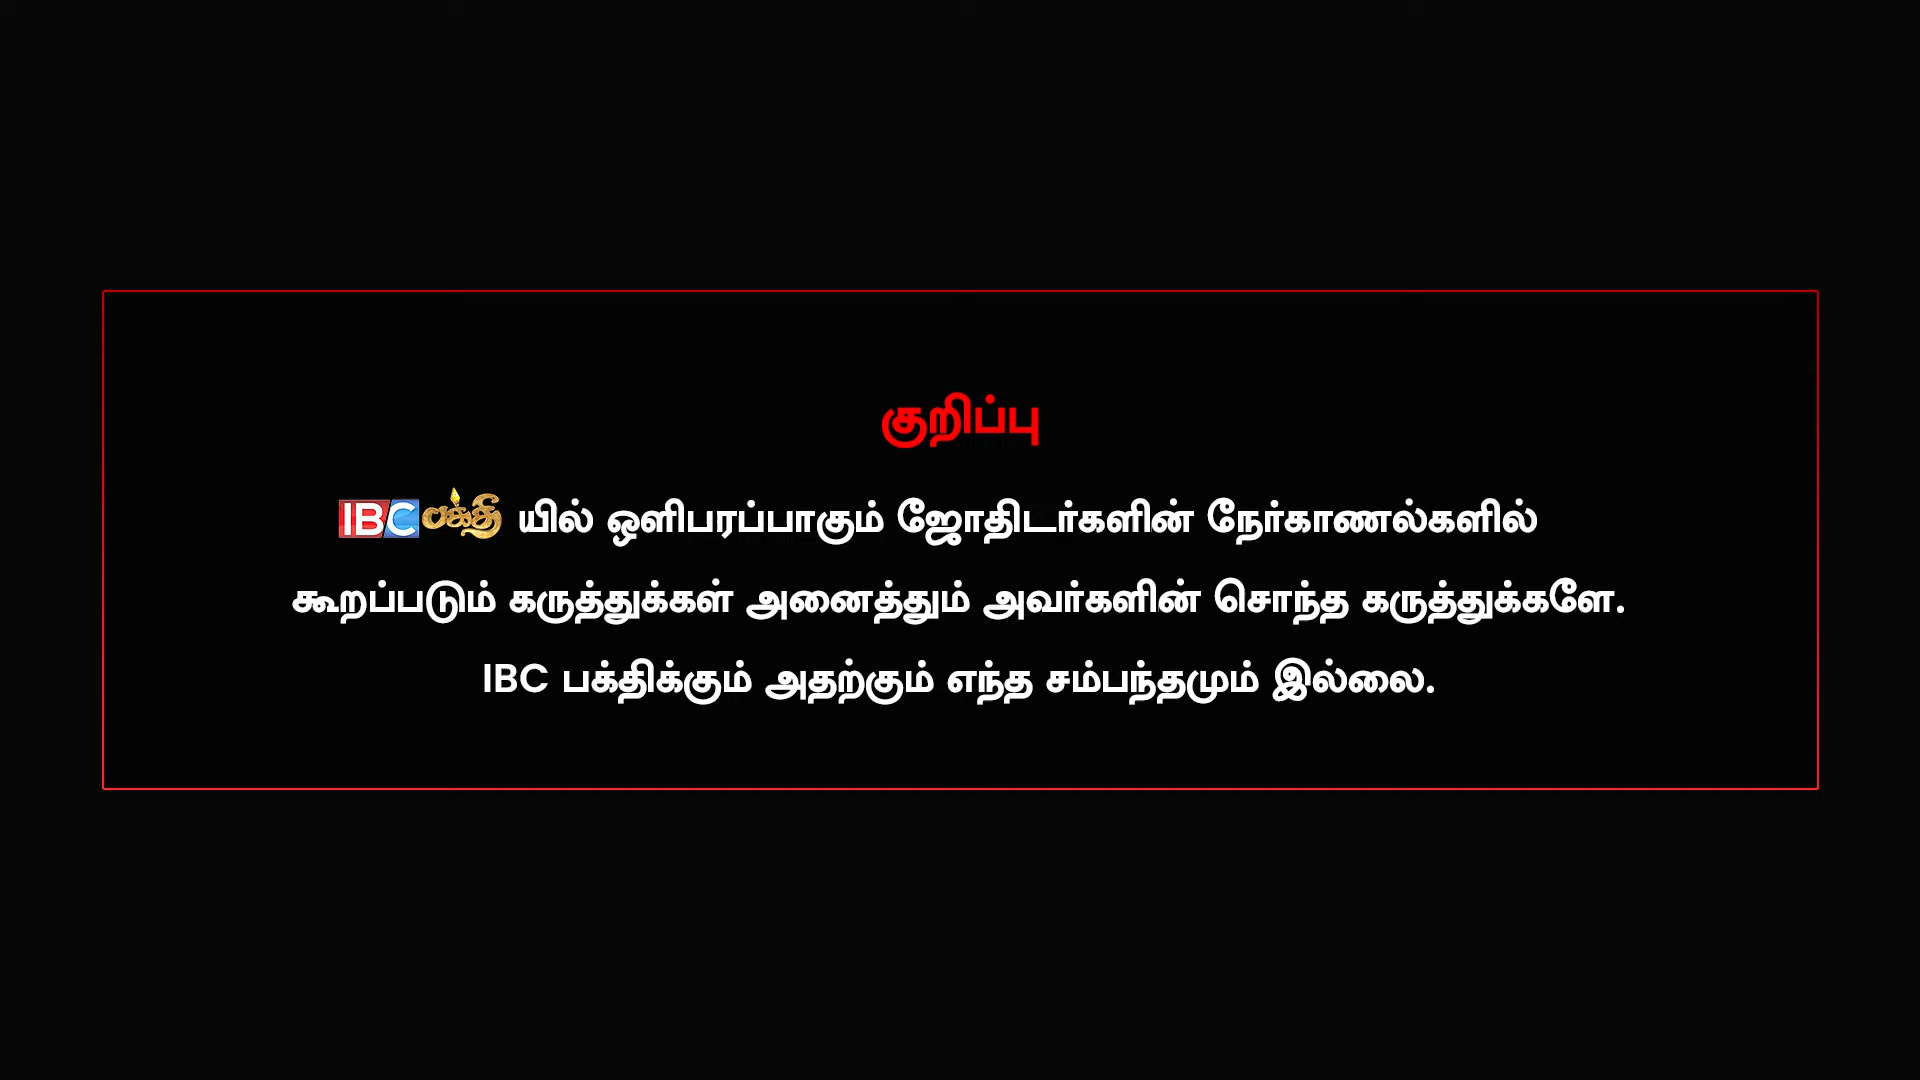 குறிப்பு
IBC பக்தி யில் ஒளிபரப்பாகும் ஜோதிடர்களின் நேர்காணல்களில்
கூறப்படும் கருத்துக்கள் அனைத்தும் அவர்களின் சொந்த கருத்துக்களே.
IBC பக்திக்கும் அதற்கும் எந்த சம்பந்தமும் இல்லை.